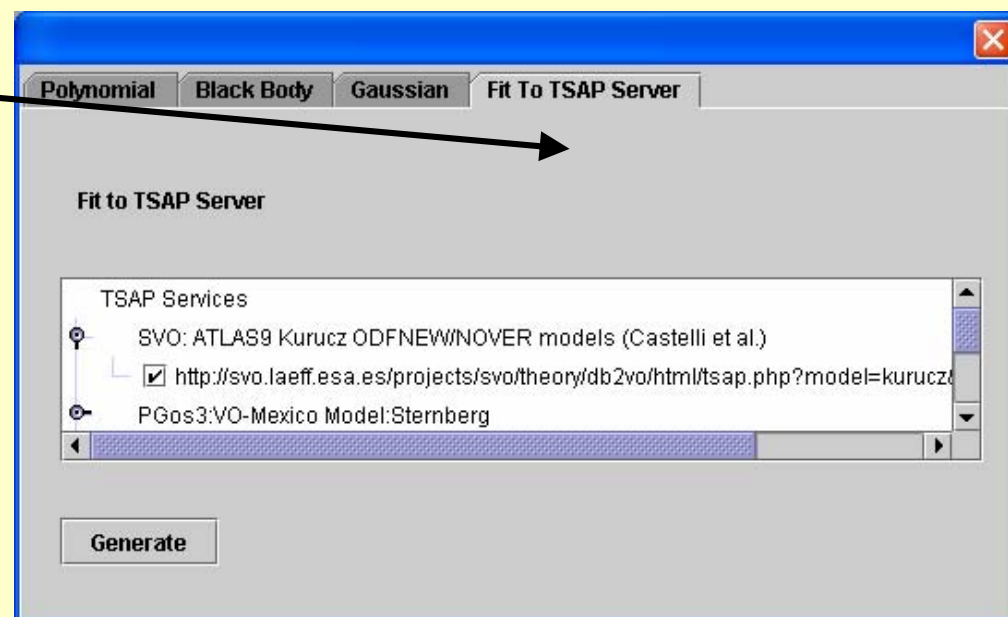 Polynomial Black Body Gaussian Fit To TSAP Server
Fit to TSAP Server
TSAP Services
SVO: ATLAS9 Kurucz ODFNEW/NOVER models (Castelli et al.)
http://svo.laeff.esa.es/projects/svo/theory/db2vo/html/tsap.php?model=kurucz&
PGos3:VO-Mexico Model:Sternberg
Generate